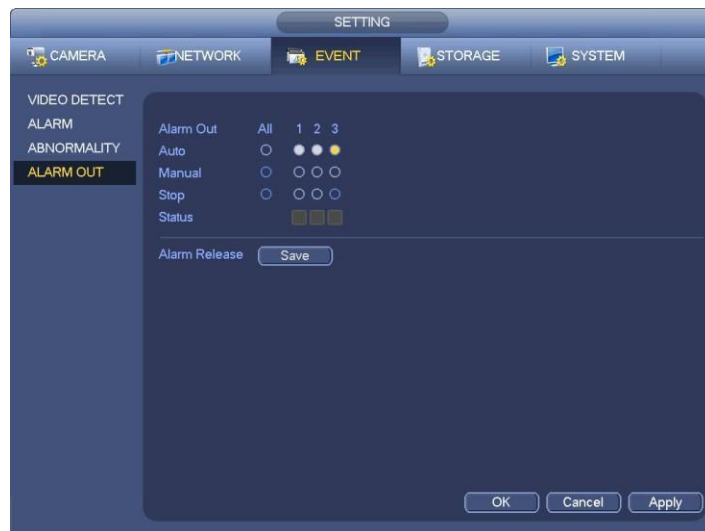 SETTING
CAMERA NETWORK EVENT STORAGE SYSTEM
VIDEO DETECT
ALARM
ABNORMALITY
ALARM OUT
Alarm Out All 1 2 3
Auto
Manual
Stop
Status
Alarm Release Save
OK Cancel Apply